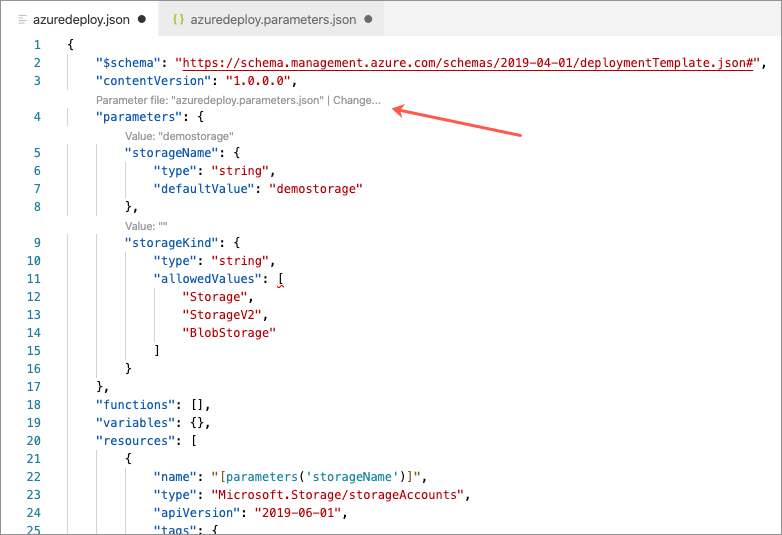 azuredeploy.json
{} azuredeploy.parameters.json
1 {
2 "$schema": "https://schema.management.azure.com/schemas/2019-04-01/deploymentTemplate.json#",
3 "contentVersion": "1.0.0.0",
Parameter file: "azuredeploy.parameters.json" | Change...
4 "parameters": {
Value: "demostorage"
5 "storageName": {
6 "type": "string",
7 "defaultValue": "demostorage"
8 },
Value: ""
9 "storageKind": {
10 "type": "string",
11 "allowedValues": [
12 "Storage",
13 "StorageV2",
14 "BlobStorage"
15 ]
16 }
17 },
18 "functions": [],
19 "variables": {},
20 "resources": [
21 {
22 "name": "[parameters('storageName')]",
23 "type": "Microsoft.Storage/storageAccounts",
24 "apiVersion": "2019-06-01",
25 "tags": {